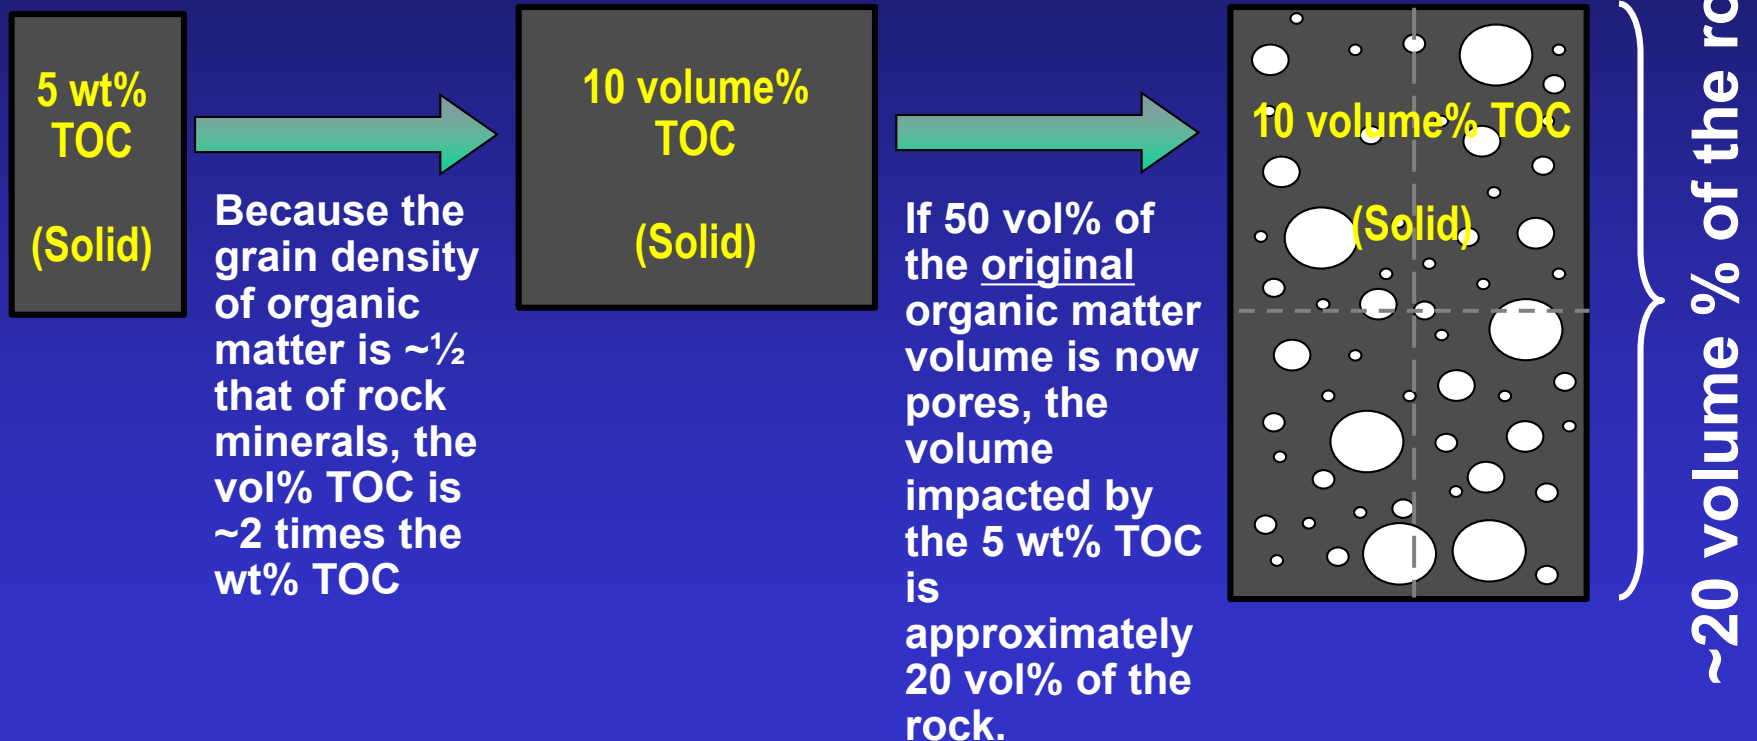 5 wt%
TOC
(Solid)
Because the
grain density
of organic
matter is ~½
that of rock
minerals, the
vol% TOC is
~2 times the
wt% TOC
10 volume%
TOC
(Solid)
If 50 vol% of
the original
organic matter
volume is now
pores, the
volume
impacted by
the 5 wt% TOC
is
approximately
20 vol% of the
rock.
10 volume% TOC
(Solid)
~20 volume % of the